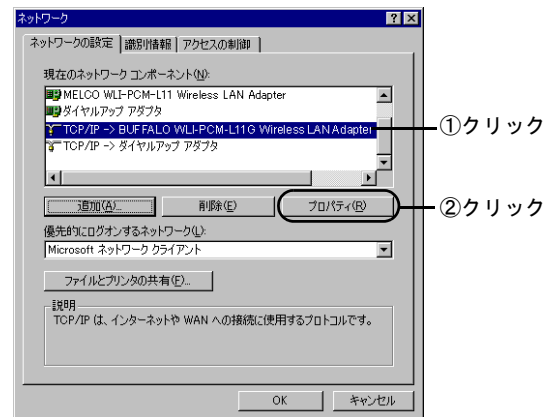 ネットワーク
ネットワークの設定 識別情報 アクセスの制御
現在のネットワーク コンポーネント(N):
MELCO WLI-PCM-L11 Wireless LAN Adapter
ダイヤルアップ アダプタ
TCP/IP -> BUFFALO WLI-PCM-L11G Wireless LAN Adapter
①クリック
TCP/IP -> ダイヤルアップ アダプタ
追加(A)... 削除(E) プロパティ(R)
②クリック
優先的にログオンするネットワーク(L):
Microsoft ネットワーク クライアント
ファイルとプリンタの共有(F)...
説明
TCP/IP は、インターネットや WAN への接続に使用するプロトコルです。
OK キャンセル